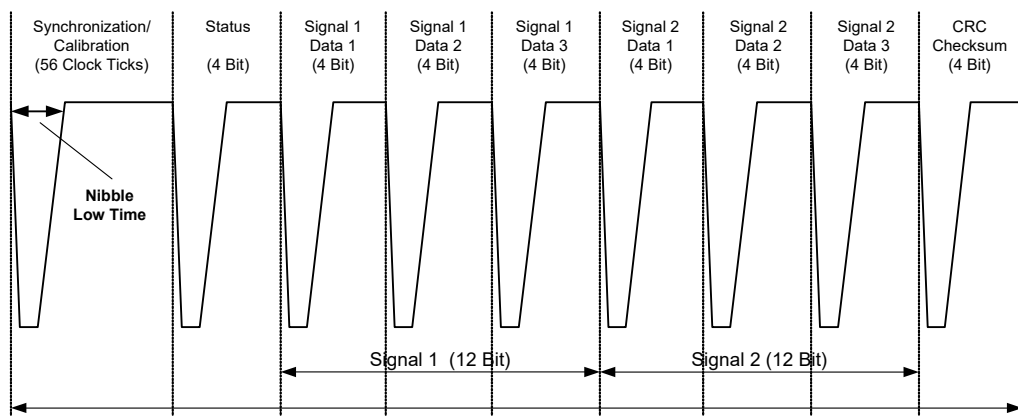 Synchronization/
Calibration
(56 Clock Ticks)
Status
(4 Bit)
Signal 1
Data 1
(4 Bit)
Signal 1
Data 2
(4 Bit)
Signal 1
Data 3
(4 Bit)
Signal 2
Data 1
(4 Bit)
Signal 2
Data 2
(4 Bit)
Signal 2
Data 3
(4 Bit)
CRC
Checksum
(4 Bit)
Nibble
Low Time
Signal 1 (12 Bit)
Signal 2 (12 Bit)